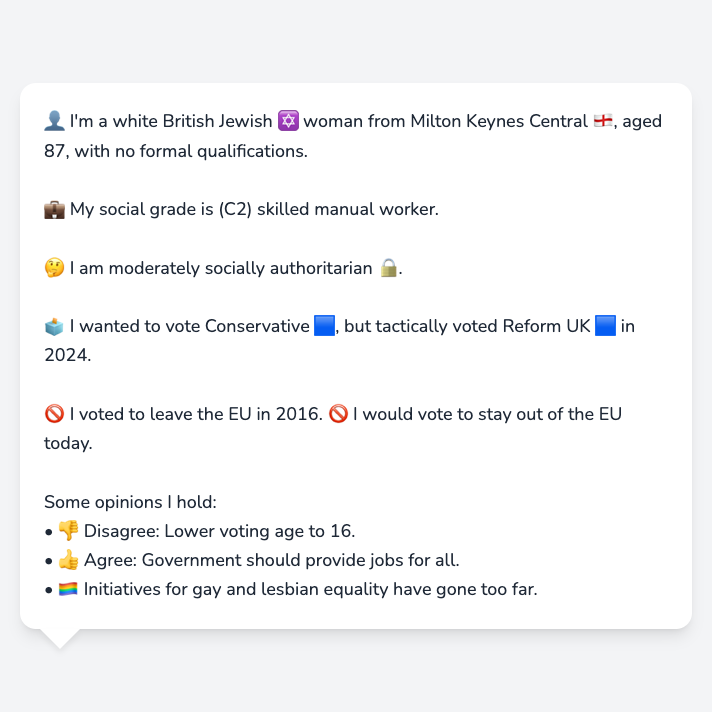 👤 I'm a white British Jewish ✡️ woman from Milton Keynes Central 🏴󠁧󠁢󠁥󠁮󠁧󠁿, aged
87, with no formal qualifications.
💼 My social grade is (C2) skilled manual worker.
🤔 I am moderately socially authoritarian 🔒.
🗳️ I wanted to vote Conservative 🟦, but tactically voted Reform UK 🟦 in
2024.
🚫 I voted to leave the EU in 2016. 🚫 I would vote to stay out of the EU
today.
Some opinions I hold:
• 👎 Disagree: Lower voting age to 16.
• 👍 Agree: Government should provide jobs for all.
• 🏳️‍🌈 Initiatives for gay and lesbian equality have gone too far.